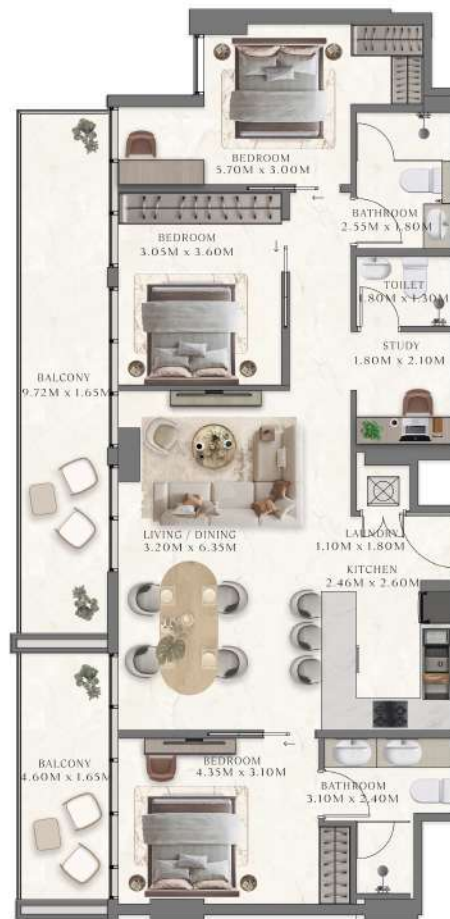 BEDROOM
5.70M x 3.00M
BATHROOM
2.55M x 1.80M
BEDROOM
3.05M x 3.60M
TOILET
1.80M x 1.30M
STUDY
1.80M x 2.10M
BALCONY
9.72M x 1.65M
LIVING / DINING
3.20M x 6.35M
LAUNDRY
1.10M x 1.80M
KITCHEN
2.46M x 2.60M
BALCONY
4.60M x 1.65M
BEDROOM
4.35M x 3.10M
BATHROOM
3.10M x 2.40M